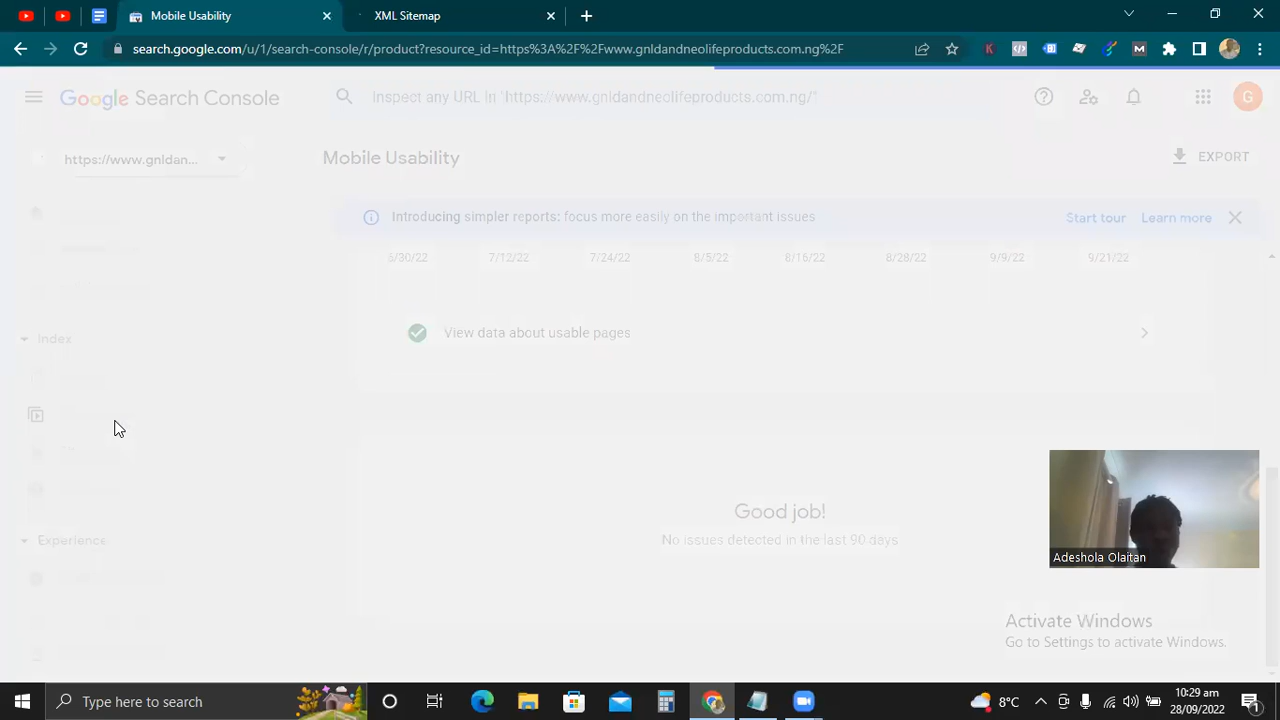 Mobile Usability
XML Sitemap
search.google.com/u/1/search-console/r/product?resource_id=https%3A%2F%2Fwww.gnldandneolifeproducts.com.ng%2F
Google Search Console
Inspect any URL in "https://www.gnldandneolifeproducts.com.ng/"
G
https://www.gnldan...
Mobile Usability
EXPORT
Introducing simpler reports: focus more easily on the important issues
Start tour
Learn more
6/30/22 7/12/22 7/24/22 8/5/22 8/16/22 8/28/22 9/9/22 9/21/22
Index
View data about usable pages
Good job!
No issues detected in the last 90 days
Experience
Adeshola Olaitan
Activate Windows
Go to Settings to activate Windows.
Type here to search
8°C
10:29 am
28/09/2022
1